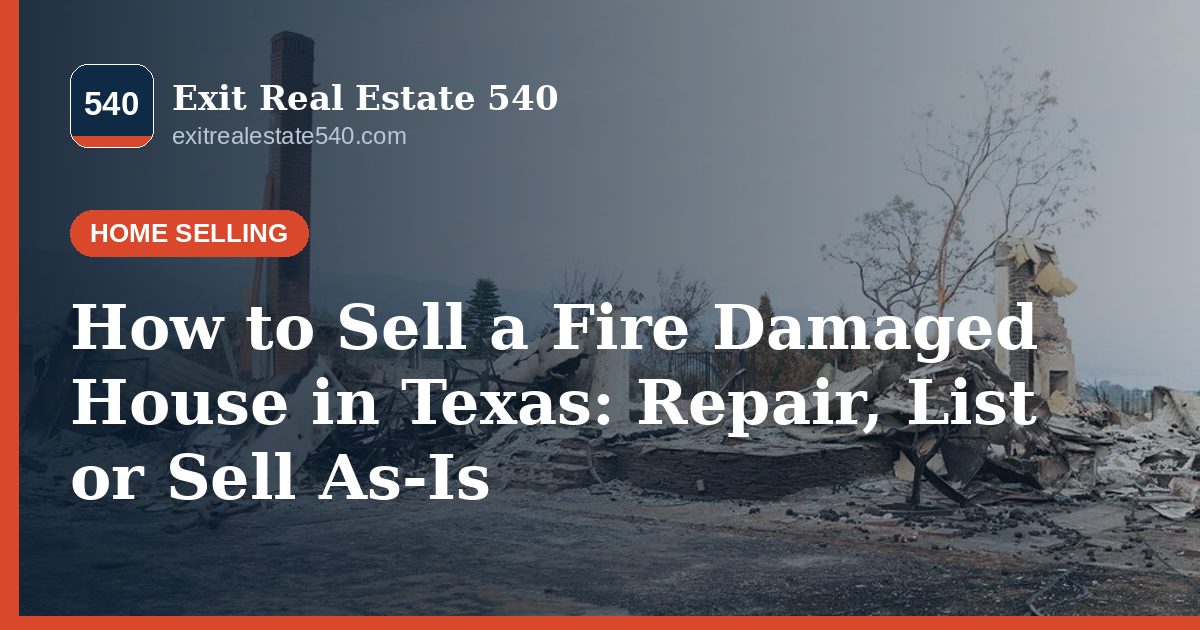 540
Exit Real Estate 540
exitrealestate540.com
HOME SELLING
How to Sell a Fire Damaged
House in Texas: Repair, List
or Sell As-Is